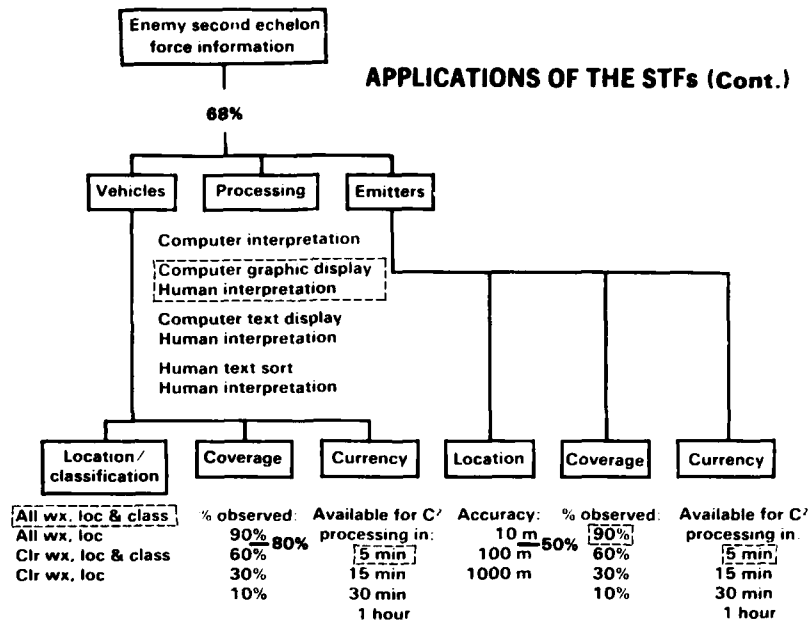 Enemy second echelon
force information
APPLICATIONS OF THE STFs (Cont.)
68%
Vehicles
Processing
Emitters
Computer interpretation
Computer graphic display
Human interpretation
Computer text display
Human interpretation
Human text sort
Human interpretation
Location/
classification
Coverage
Currency
Location
Coverage
Currency
All wx, loc & class
All wx, loc
Clr wx, loc & class
Clr wx, loc
% observed:
90%
80%
60%
30%
10%
Available for C²
processing in:
5 min
15 min
30 min
1 hour
Accuracy:
10 m
50%
100 m
1000 m
% observed:
90%
60%
30%
10%
Available for C²
processing in:
5 min
15 min
30 min
1 hour